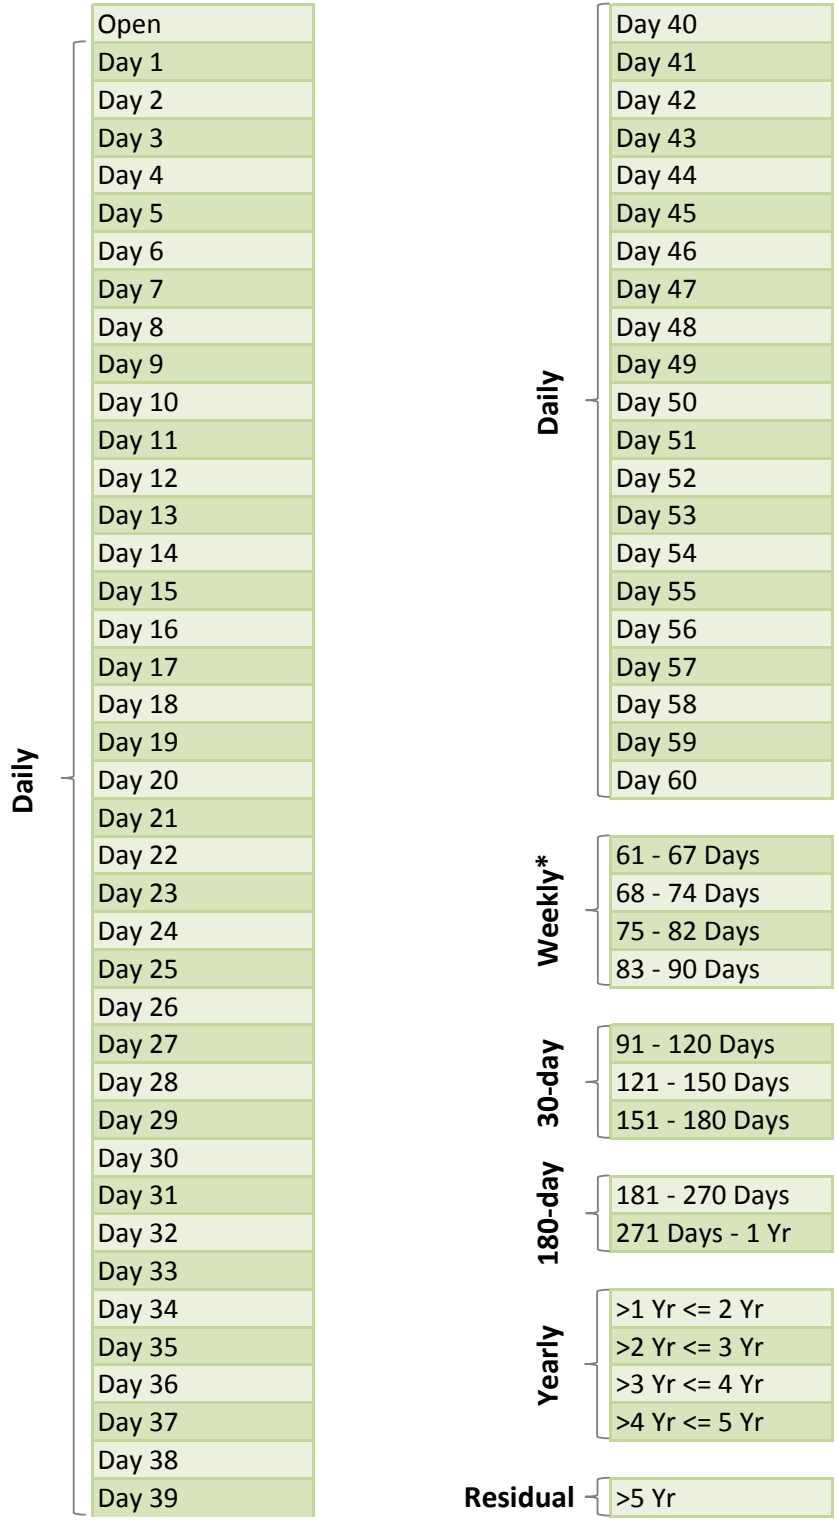 Open
Day 1
Day 2
Day 3
Day 4
Day 5
Day 6
Day 7
Day 8
Day 9
Day 10
Day 11
Day 12
Day 13
Day 14
Day 15
Day 16
Day 17
Day 18
Day 19
Daily
Day 20
Day 21
Day 22
Day 23
Day 24
Day 25
Day 26
Day 27
Day 28
Day 29
Day 30
Day 31
Day 32
Day 33
Day 34
Day 35
Day 36
Day 37
Day 38
Day 39
Day 40
Day 41
Day 42
Day 43
Day 44
Day 45
Day 46
Day 47
Day 48
Day 49
Daily
Day 50
Day 51
Day 52
Day 53
Day 54
Day 55
Day 56
Day 57
Day 58
Day 59
Day 60
Weekly*
61 - 67 Days
68 - 74 Days
75 - 82 Days
83 - 90 Days
30-day
91 - 120 Days
121 - 150 Days
151 - 180 Days
180-day
181 - 270 Days
271 Days - 1 Yr
Yearly
>1 Yr <= 2 Yr
>2 Yr <= 3 Yr
>3 Yr <= 4 Yr
>4 Yr <= 5 Yr
Residual
>5 Yr